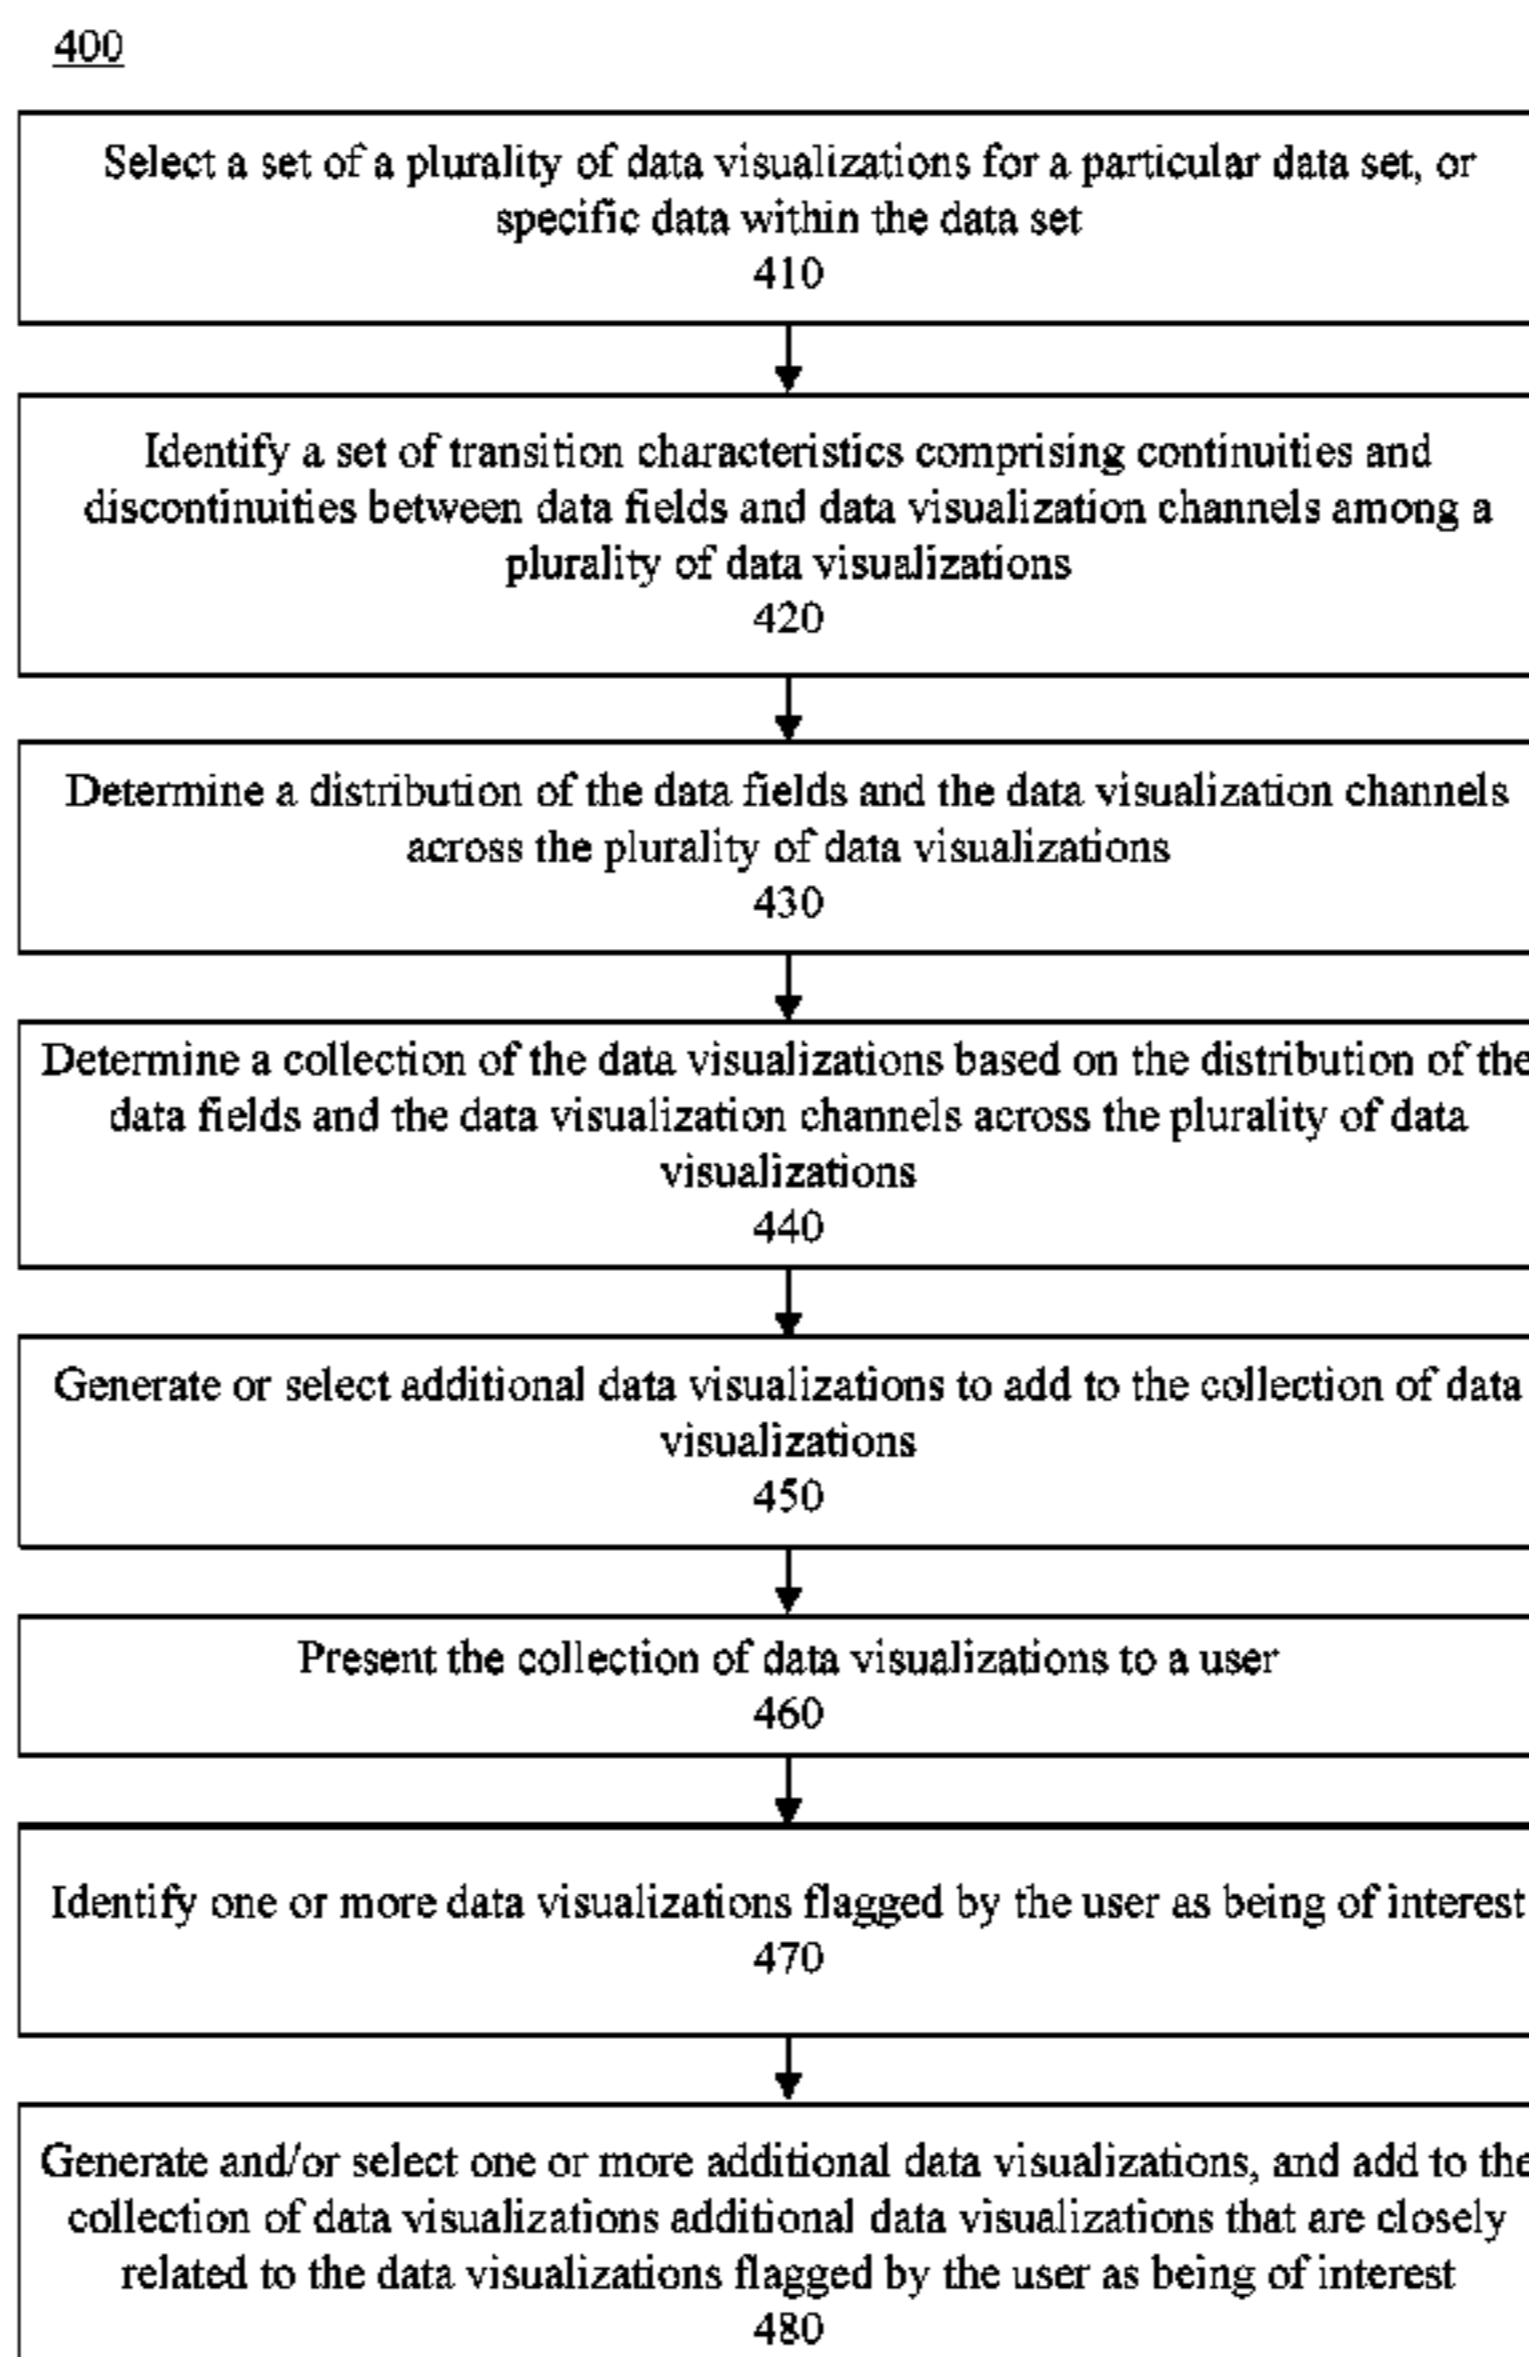 400
Select a set of a plurality of data visualizations for a particular data set, or
specific data within the data set
410
Identify a set of transition characteristics comprising continuities and
discontinuities between data fields and data visualization channels among a
plurality of data visualizations
420
Determine a distribution of the data fields and the data visualization channels
across the plurality of data visualizations
430
Determine a collection of the data visualizations based on the distribution of the
data fields and the data visualization channels across the plurality of data
visualizations
440
Generate or select additional data visualizations to add to the collection of data
visualizations
450
Present the collection of data visualizations to a user
460
Identify one or more data visualizations flagged by the user as being of interest
470
Generate and/or select one or more additional data visualizations, and add to the
collection of data visualizations additional data visualizations that are closely
related to the data visualizations flagged by the user as being of interest
480